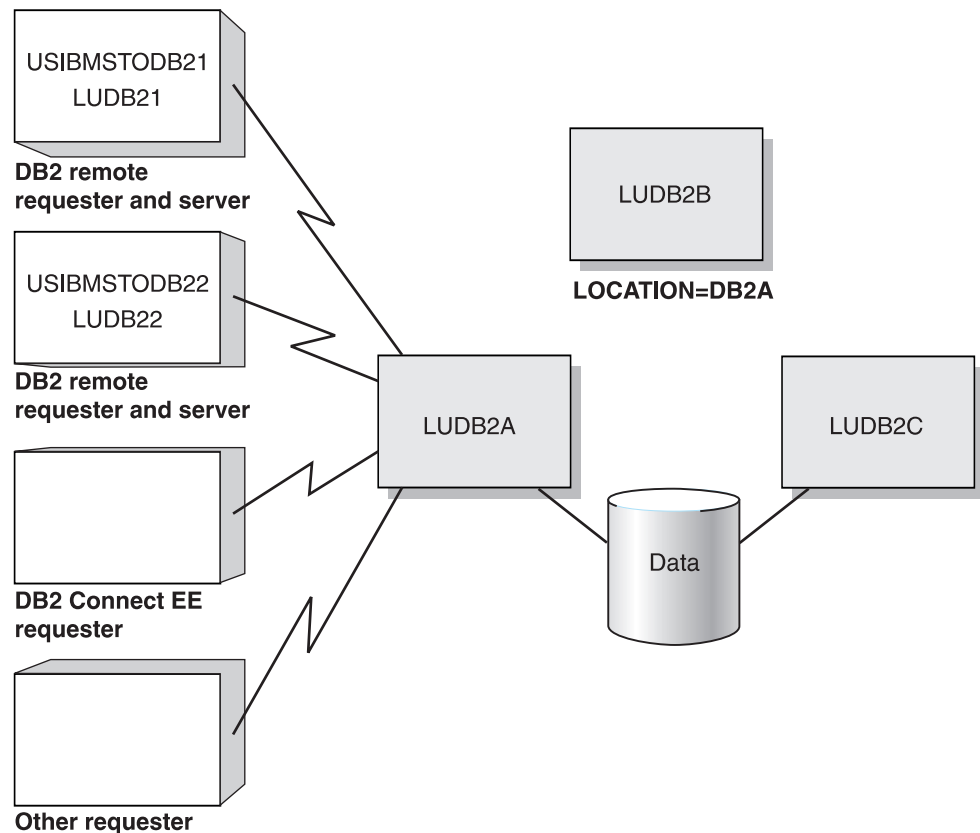 USIBMSTODB21
LUDB21
DB2 remote
requester and server
USIBMSTODB22
LUDB22
DB2 remote
requester and server
DB2 Connect EE
requester
Other requester
LUDB2B
LOCATION=DB2A
LUDB2A
LUDB2C
Data